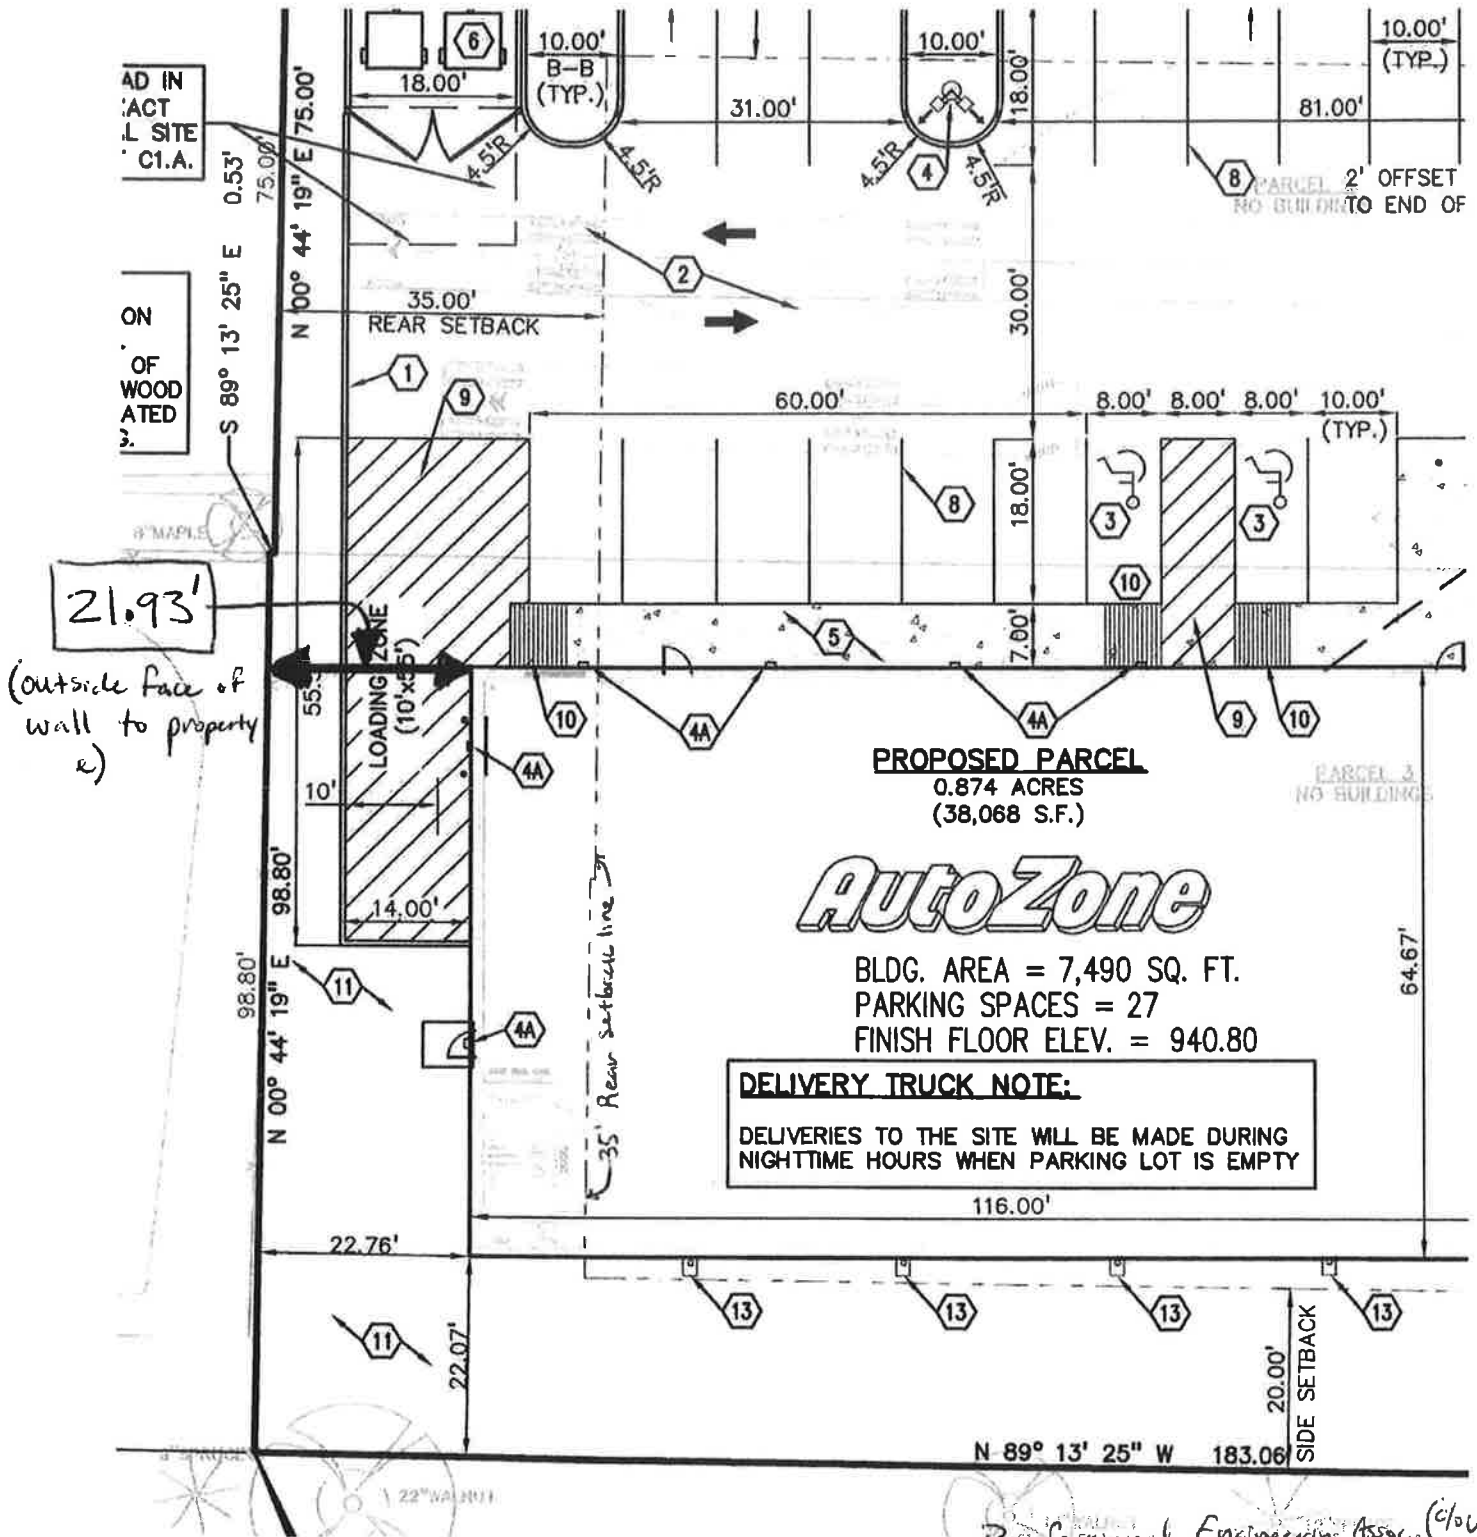 6
10.00'
B-B
(TYP.)
18.00'
10.00'
18.00'
10.00'
(TYP.)
AD IN
L SITE
C1.A.
N 00° 44' 19" E 75.00'
75.00'
31.00'
81.00'
4.5'R
4.5'R
4.5'R
4.5'R
4
8
PARCEL
NO BUILDING
2' OFFSET
TO END OF
S 89° 13' 25" E 0.53'
2
35.00'
REAR SETBACK
30.00'
ON
OF
WOOD
ATED
1
9
60.00'
8.00'
8.00'
8.00'
10.00'
(TYP.)
18.00'
8
3
3
8"MAPLE
10
21.93'
(outside face of
wall to property
LOADING ZONE
(10'x55')
5
7.00'
10
4A
4A
9
10
4A
PROPOSED PARCEL
0.874 ACRES
(38,068 S.F.)
PARCEL 3
NO BUILDINGS
10'
AutoZone
14.00'
N 00° 44' 19" E 98.80'
98.80'
11
4A
35' Rear setback line
BLDG. AREA = 7,490 SQ. FT.
PARKING SPACES = 27
FINISH FLOOR ELEV. = 940.80
64.67'
DELIVERY TRUCK NOTE:
DELIVERIES TO THE SITE WILL BE MADE DURING
NIGHTTIME HOURS WHEN PARKING LOT IS EMPTY
116.00'
22.76'
13
13
13
13
11
22.07'
20.00'
SIDE SETBACK
N 89° 13' 25" W 183.06
22"WALNUT
Engineering Assoc